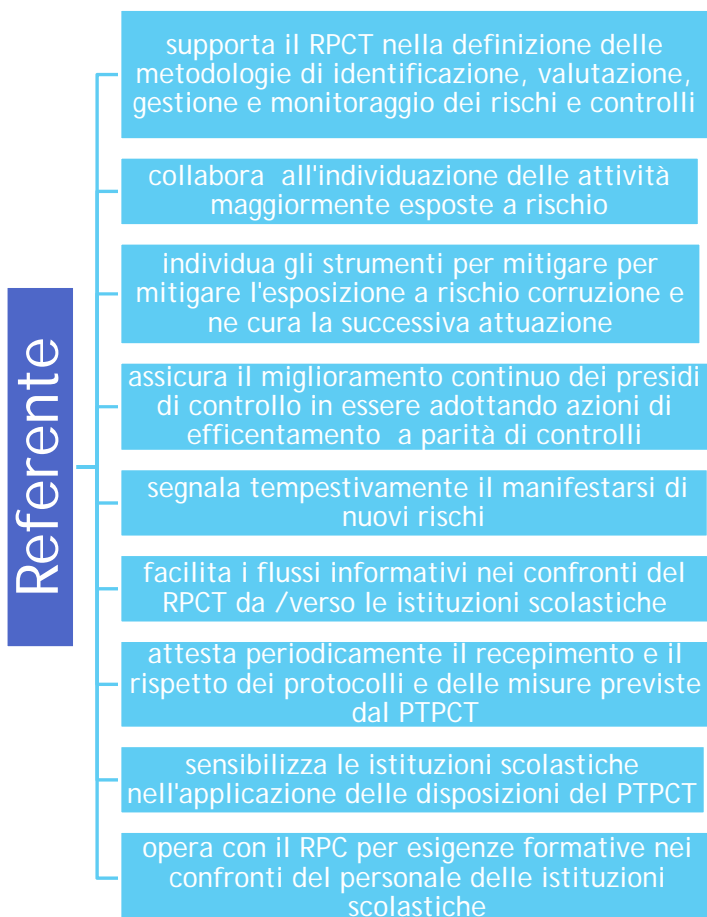 Referente
supporta il RPCT nella definizione delle
metodologie di identificazione, valutazione,
gestione e monitoraggio dei rischi e controlli
collabora  all'individuazione delle attività
maggiormente esposte a rischio
individua gli strumenti per mitigare per
mitigare l'esposizione a rischio corruzione e
ne cura la successiva attuazione
assicura il miglioramento continuo dei presidi
di controllo in essere adottando azioni di
efficentamento  a parità di controlli
segnala tempestivamente il manifestarsi di
nuovi rischi
facilita i flussi informativi nei confronti del
RPCT da /verso le istituzioni scolastiche
attesta periodicamente il recepimento e il
rispetto dei protocolli e delle misure previste
dal PTPCT
sensibilizza le istituzioni scolastiche
nell'applicazione delle disposizioni del PTPCT
opera con il RPC per esigenze formative nei
confronti del personale delle istituzioni
scolastiche